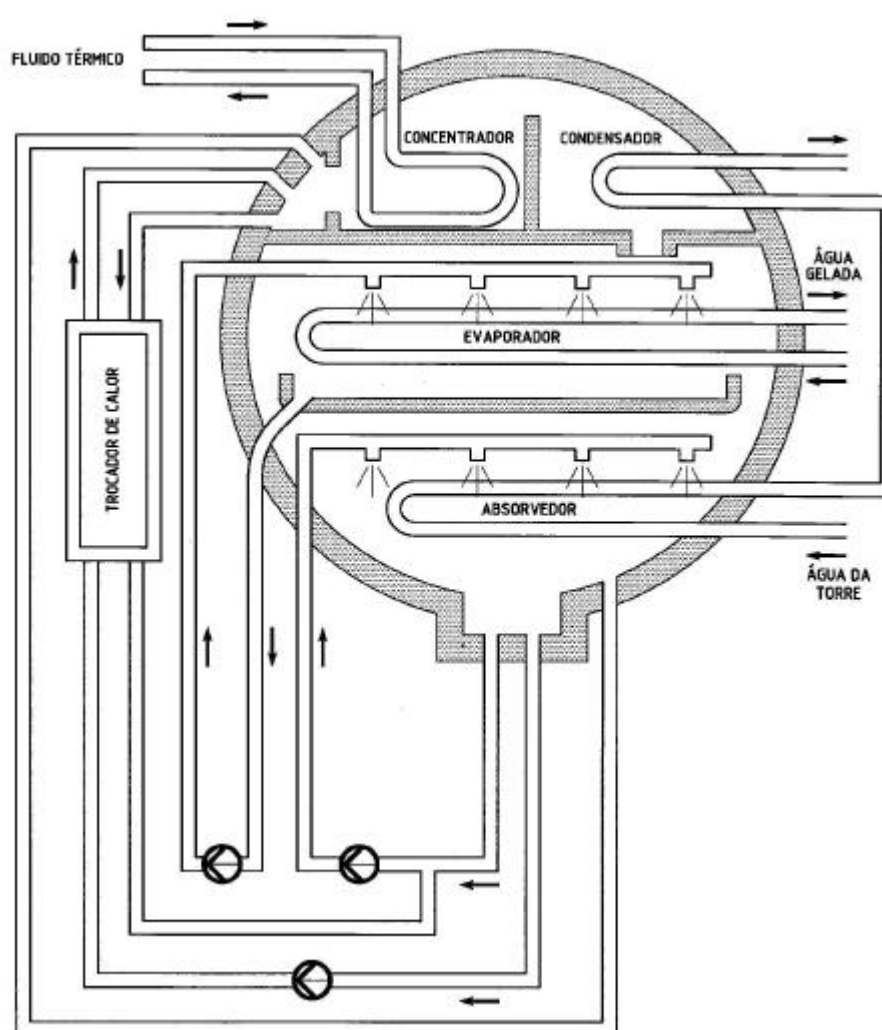 FLUIDO TÉRMICO
CONCENTRADOR
CONDENSADOR
ÁGUA
GELADA
EVAPORADOR
TROCADOR DE CALOR
ABSORVEDOR
ÁGUA DA
TORRE